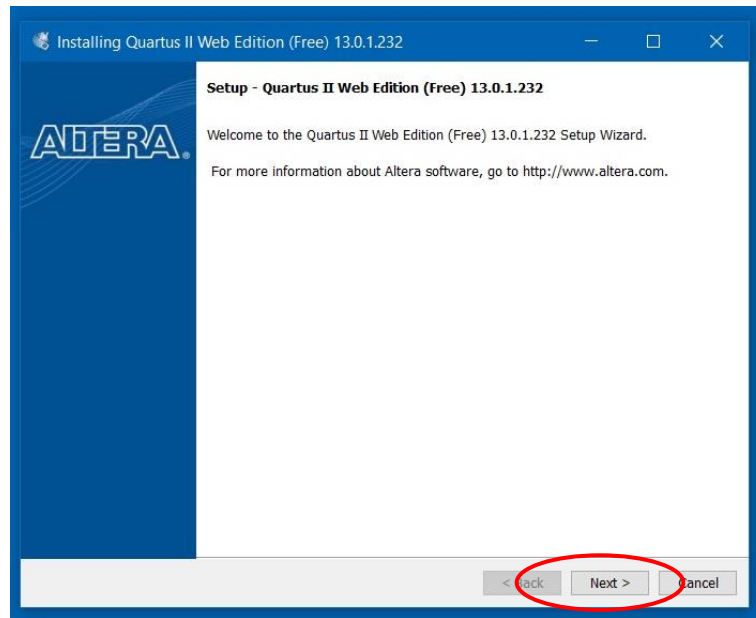 Installing Quartus II Web Edition (Free) 13.0.1.232
Setup - Quartus II Web Edition (Free) 13.0.1.232
ALTERA®
Welcome to the Quartus II Web Edition (Free) 13.0.1.232 Setup Wizard.
For more information about Altera software, go to http://www.altera.com.
< Back Next > Cancel